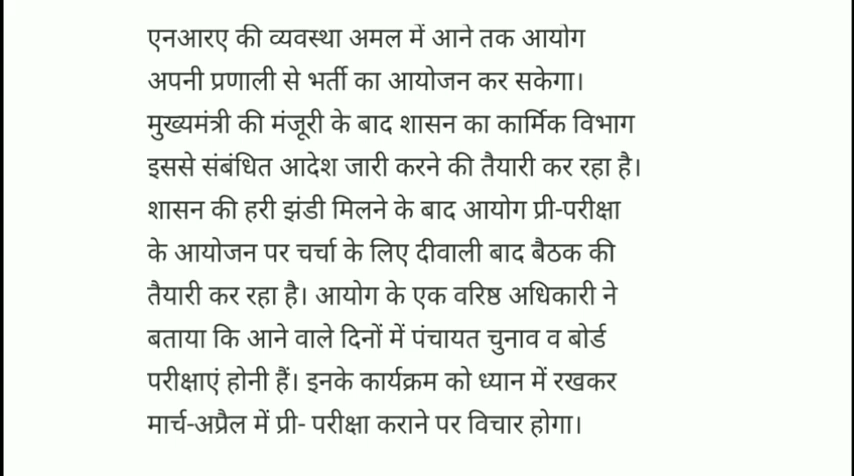 एनआरए की व्यवस्था अमल में आने तक आयोग
अपनी प्रणाली से भर्ती का आयोजन कर सकेगा।
मुख्यमंत्री की मंजूरी के बाद शासन का कार्मिक विभाग
इससे संबंधित आदेश जारी करने की तैयारी कर रहा है।
शासन की हरी झंडी मिलने के बाद आयोग प्री-परीक्षा
के आयोजन पर चर्चा के लिए दीवाली बाद बैठक की
तैयारी कर रहा है। आयोग के एक वरिष्ठ अधिकारी ने
बताया कि आने वाले दिनों में पंचायत चुनाव व बोर्ड
परीक्षाएं होनी हैं। इनके कार्यक्रम को ध्यान में रखकर
मार्च-अप्रैल में प्री- परीक्षा कराने पर विचार होगा।